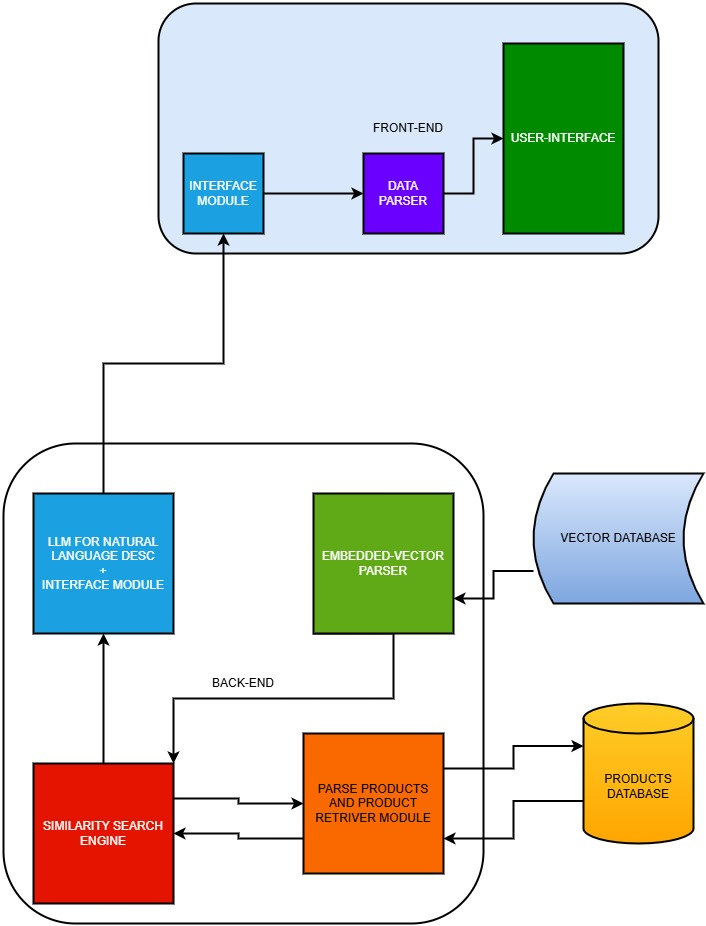 FRONT-END
USER-INTERFACE
INTERFACE
MODULE
DATA
PARSER
LLM FOR NATURAL
LANGUAGE DESC
+
INTERFACE MODULE
EMBEDDED-VECTOR
PARSER
VECTOR DATABASE
BACK-END
SIMILARITY SEARCH
ENGINE
PARSE PRODUCTS
AND PRODUCT
RETRIVER MODULE
PRODUCTS
DATABASE